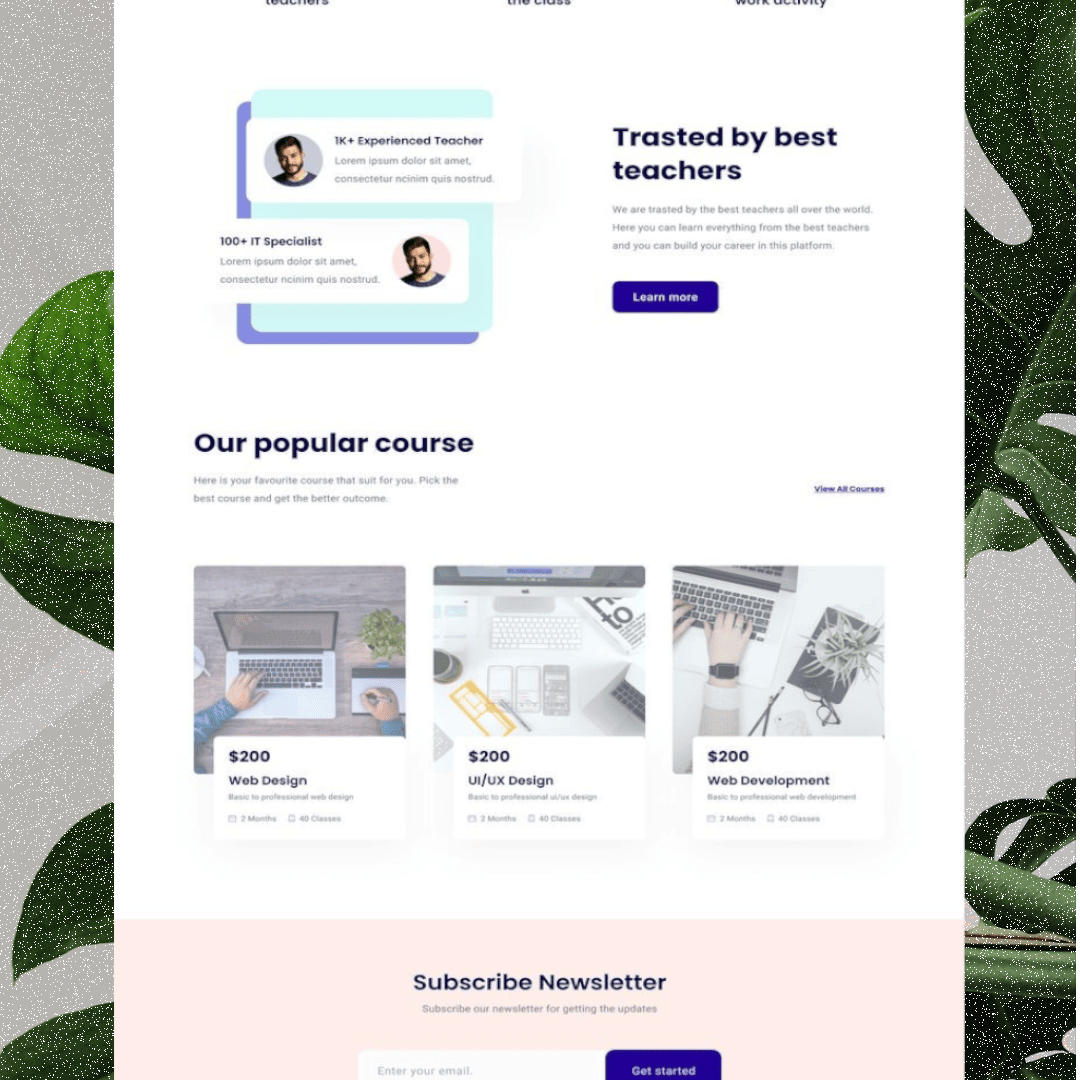 teachers
the class
work activity
1K+ Experienced Teacher
Lorem ipsum dolor sit amet,
consectetur ncinim quis nostrud.
100+ IT Specialist
Lorem ipsum dolor sit amet,
consectetur ncinim quis nostrud.
Trasted by best
teachers
We are trasted by the best teachers all over the world.
Here you can learn everything from the best teachers
and you can build your career in this platform.
Learn more
Our popular course
Here is your favourite course that suit for you. Pick the
best course and get the better outcome.
View All Courses
$200
Web Design
Basic to professional web design
2 Months
40 Classes
$200
UI/UX Design
Basic to professional ui/ux design
2 Months
40 Classes
$200
Web Development
Basic to professional web development
2 Months
40 Classes
Subscribe Newsletter
Subscribe our newsletter for getting the updates
Enter your email.
Get started